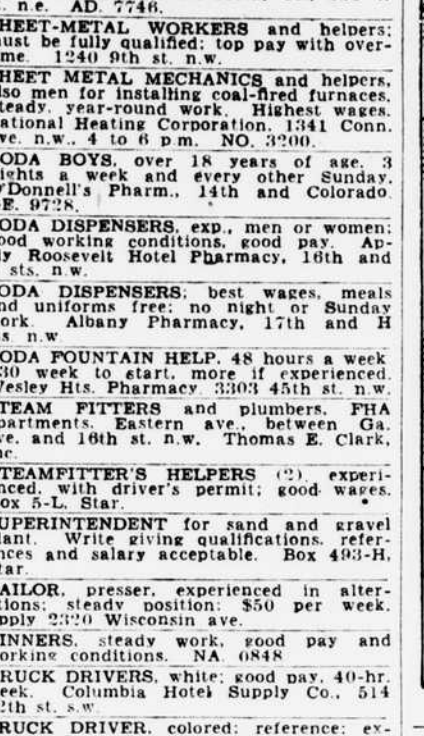 n.e. AD. 7746.
HEET-METAL WORKERS and helpers;
ust be fully qualified; top pay with over-
me. 1240 9th st. n.w.
HEET METAL MECHANICS and helpers,
lso men for installing coal-fired furnaces.
teady, year-round work. Highest wages.
ational Heating Corporation, 1341 Conn.
ve. n.w., 4 to 6 p.m. NO. 3200.
ODA BOYS, over 18 years of age. 3
ights a week and every other Sunday.
'Donnell's Pharm., 14th and Colorado.
E. 9728.
ODA DISPENSERS, exp., men or women;
ood working conditions, good pay. Ap-
ly Roosevelt Hotel Pharmacy, 16th and
sts. n.w.
ODA DISPENSERS; best wages, meals
nd uniforms free; no night or Sunday
ork. Albany Pharmacy, 17th and H
s. n.w.
ODA FOUNTAIN HELP. 48 hours a week
30 week to start, more if experienced.
esley Hts. Pharmacy, 3303 45th st. n.w.
TEAM FITTERS and plumbers, FHA
partments. Eastern ave., between Ga.
ve. and 16th st. n.w. Thomas E. Clark,
nc.
TEAMFITTER'S HELPERS (2), experi-
nced, with driver's permit; good wages.
ox 5-L, Star.
UPERINTENDENT for sand and gravel
lant. Write giving qualifications, refer-
nces and salary acceptable. Box 493-H,
tar.
AILOR, presser, experienced in alter-
tions; steady position; $50 per week.
pply 2320 Wisconsin ave.
INNERS, steady work, good pay and
orking conditions. NA. 0848
RUCK DRIVERS, white; good pay, 40-hr.
eek. Columbia Hotel Supply Co., 514
2th st. s.w.
RUCK DRIVER, colored; reference; ex-